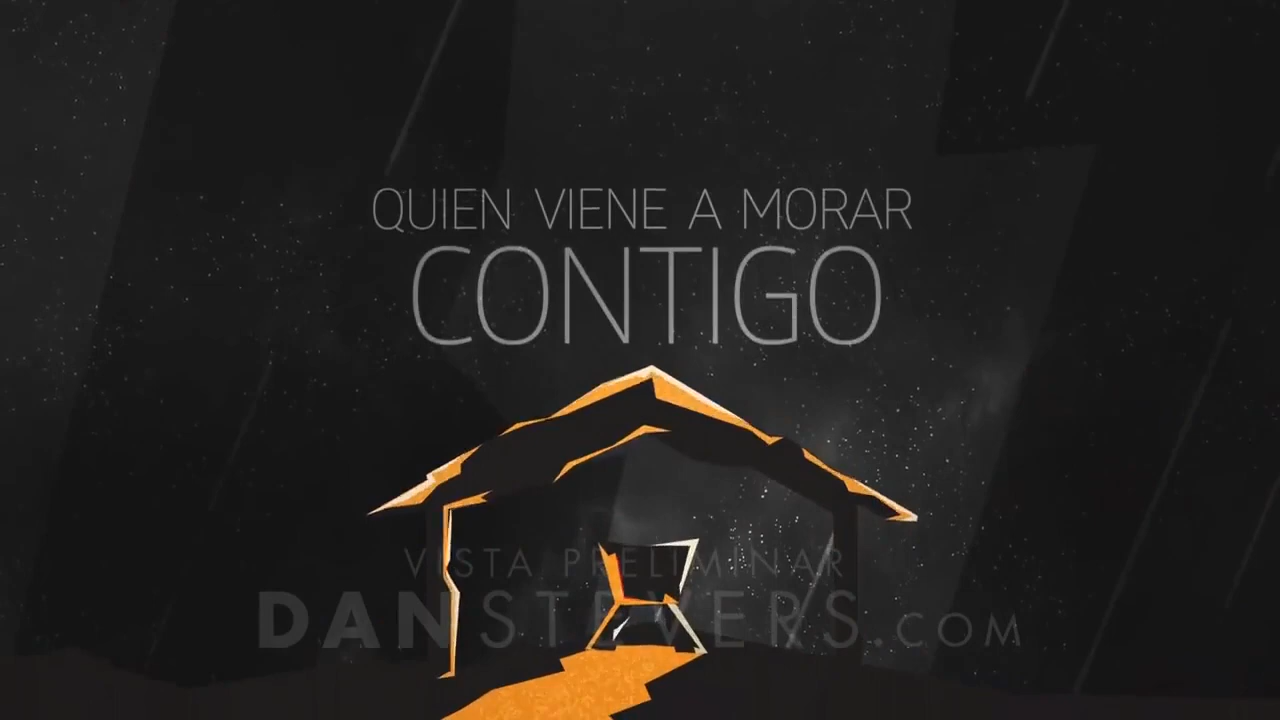 QUIEN VIENE A MORAR
CONTIGO
VISTA PRELIMINAR
DANSTEVERS.COM